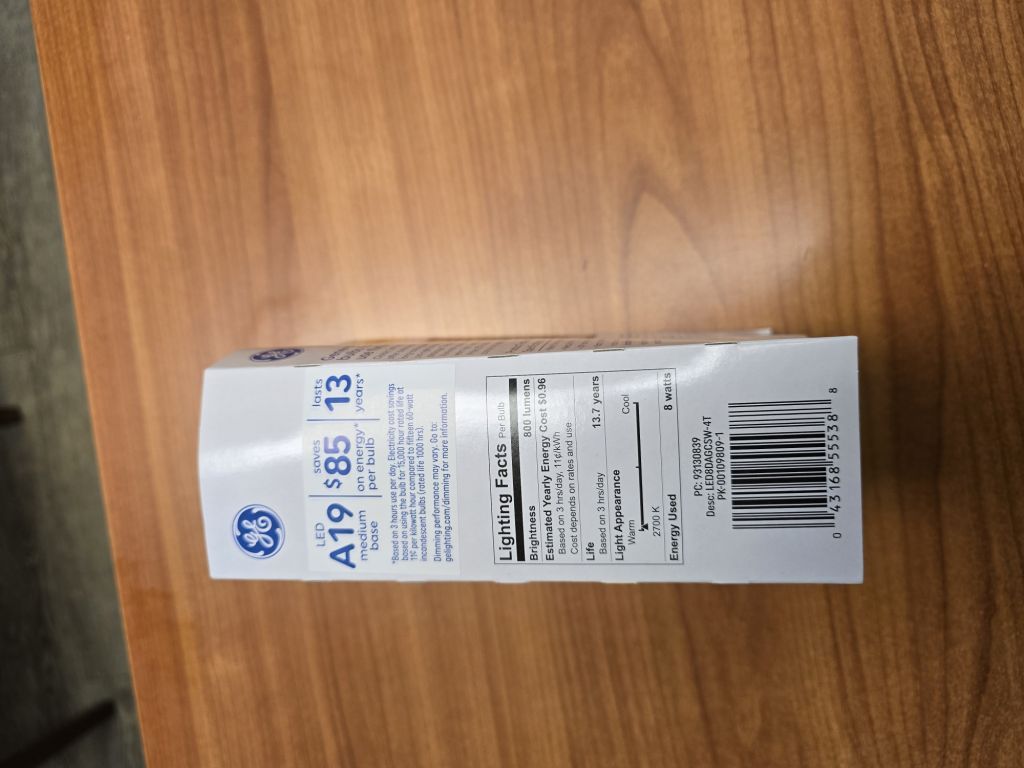 GE
LED
A19
medium
base
saves
$85
on energy*
per bulb
lasts
13
years*
*Based on 3 hours use per day. Electricity cost savings
based on using the bulb for 15,000 hour rated life at
11¢ per kilowatt hour compared to fifteen 60-watt
incandescent bulbs (rated life 1000 hrs).
Dimming performance may vary. Go to:
gelighting.com/dimming for more information.
Lighting Facts Per Bulb
Brightness 800 lumens
Estimated Yearly Energy Cost $0.96
Based on 3 hrs/day, 11¢/kWh
Cost depends on rates and use
Life 13.7 years
Based on 3 hrs/day
Light Appearance
Warm Cool
2700 K
Energy Used 8 watts
PC: 93130839
Desc: LED8DAGCSW-4T
PK-00109809-1
0 43168 55538 8